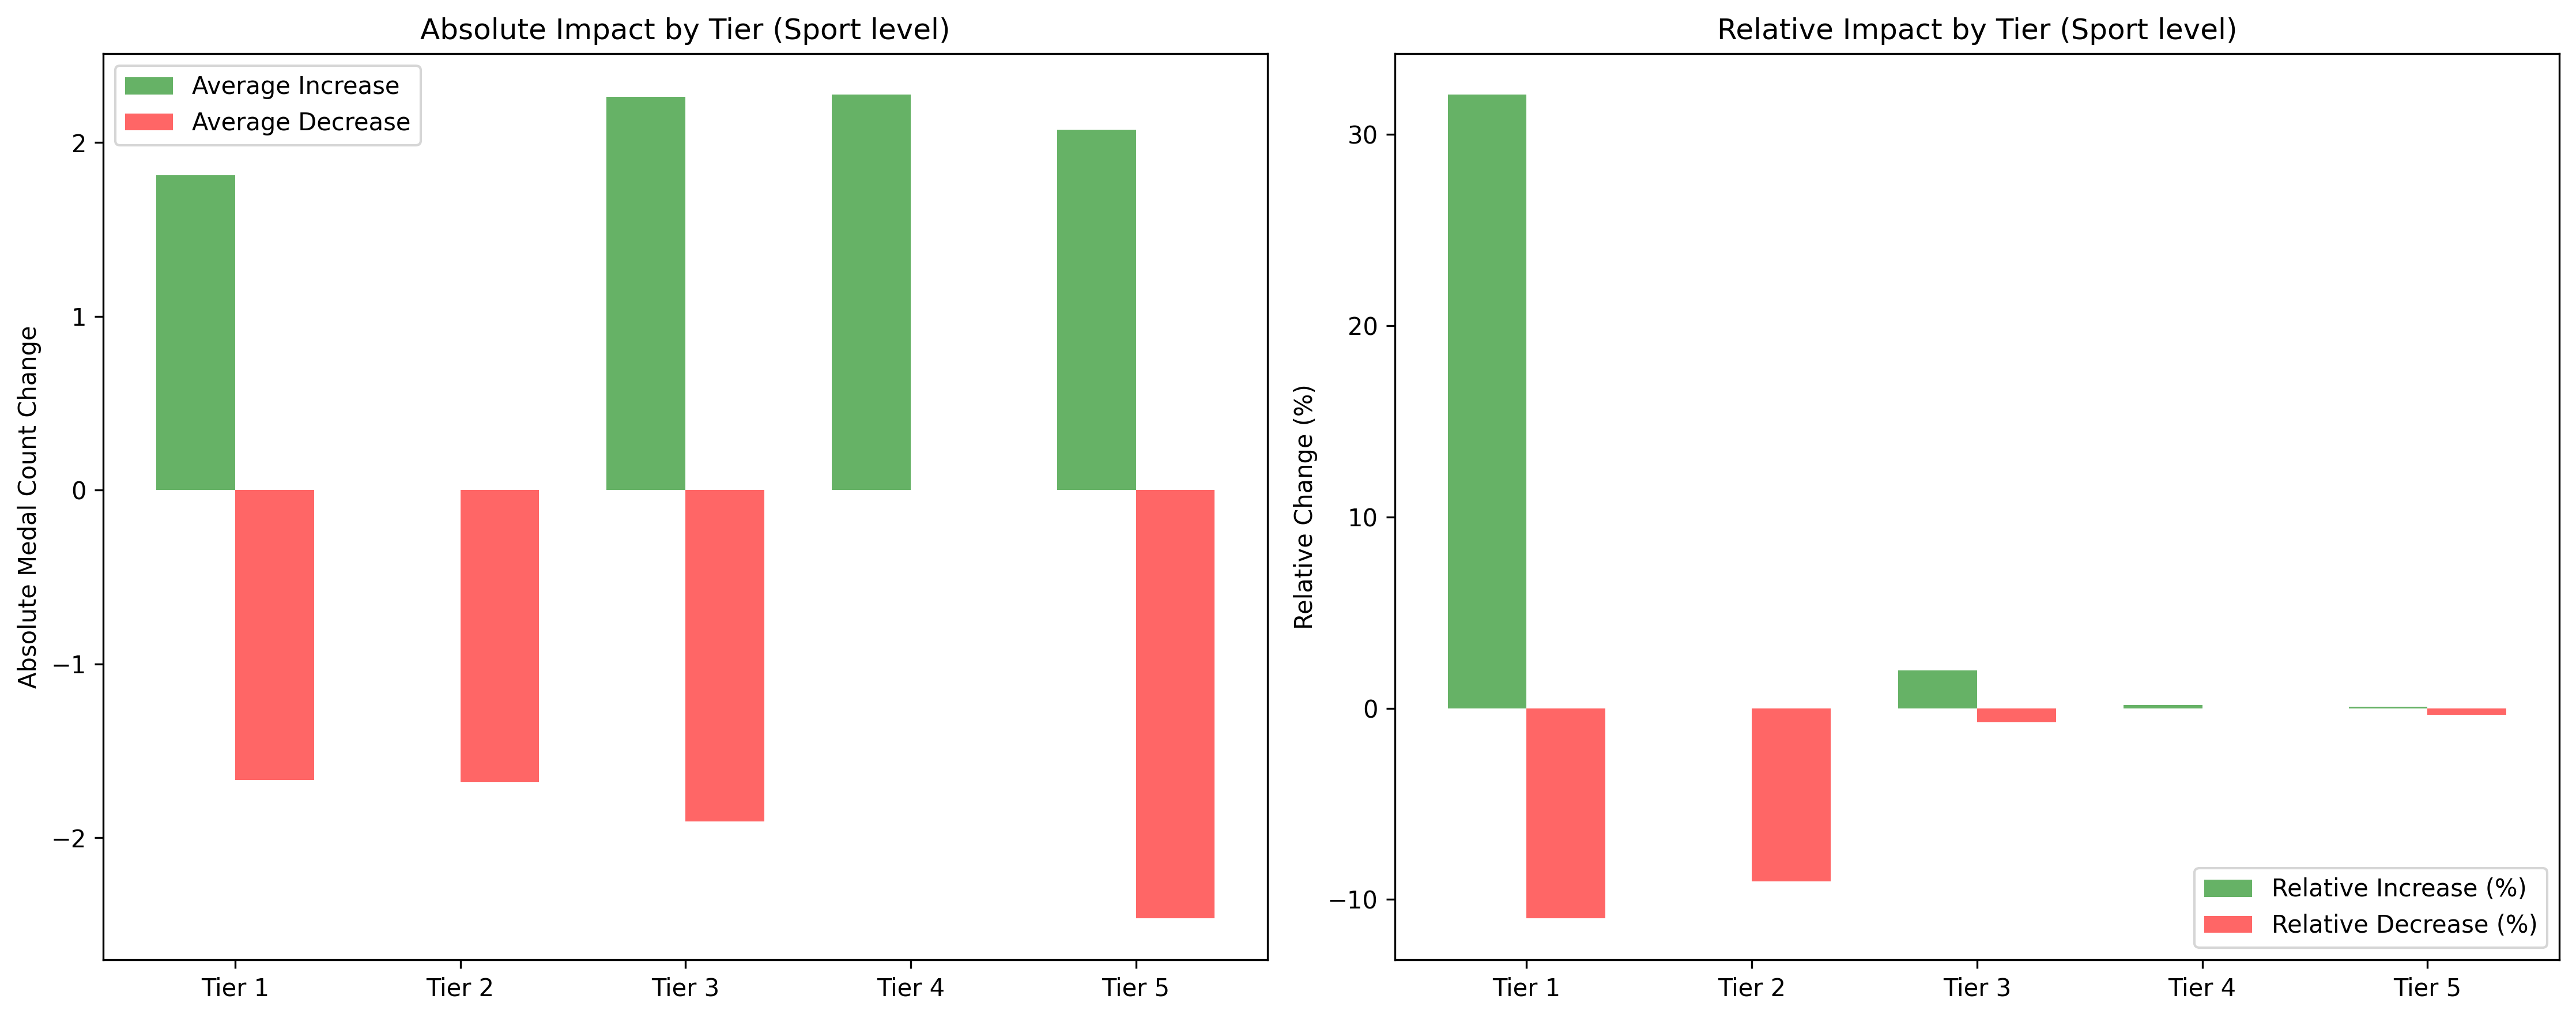 Absolute Impact by Tier (Sport level)
Average Increase
Average Decrease
Absolute Medal Count Change
2
1
0
−1
−2
Tier 1
Tier 2
Tier 3
Tier 4
Tier 5
Relative Impact by Tier (Sport level)
Relative Change (%)
30
20
10
0
−10
Relative Increase (%)
Relative Decrease (%)
Tier 1
Tier 2
Tier 3
Tier 4
Tier 5